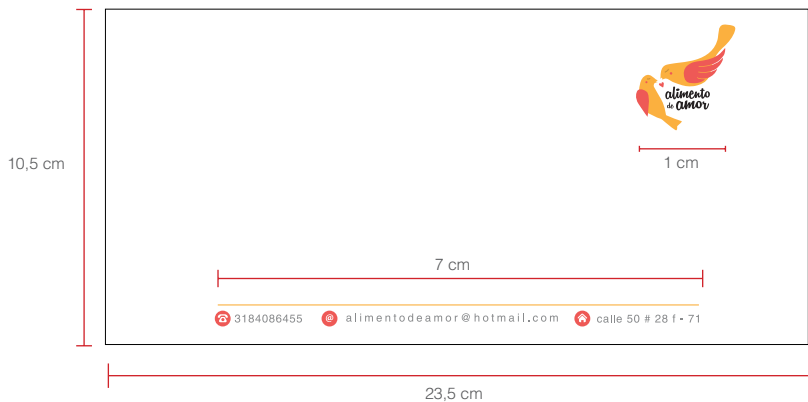 alimento
de amor
10,5 cm
1 cm
7 cm
3184086455 @ alimentodeamor@hotmail.com calle 50 # 28 f - 71
23,5 cm